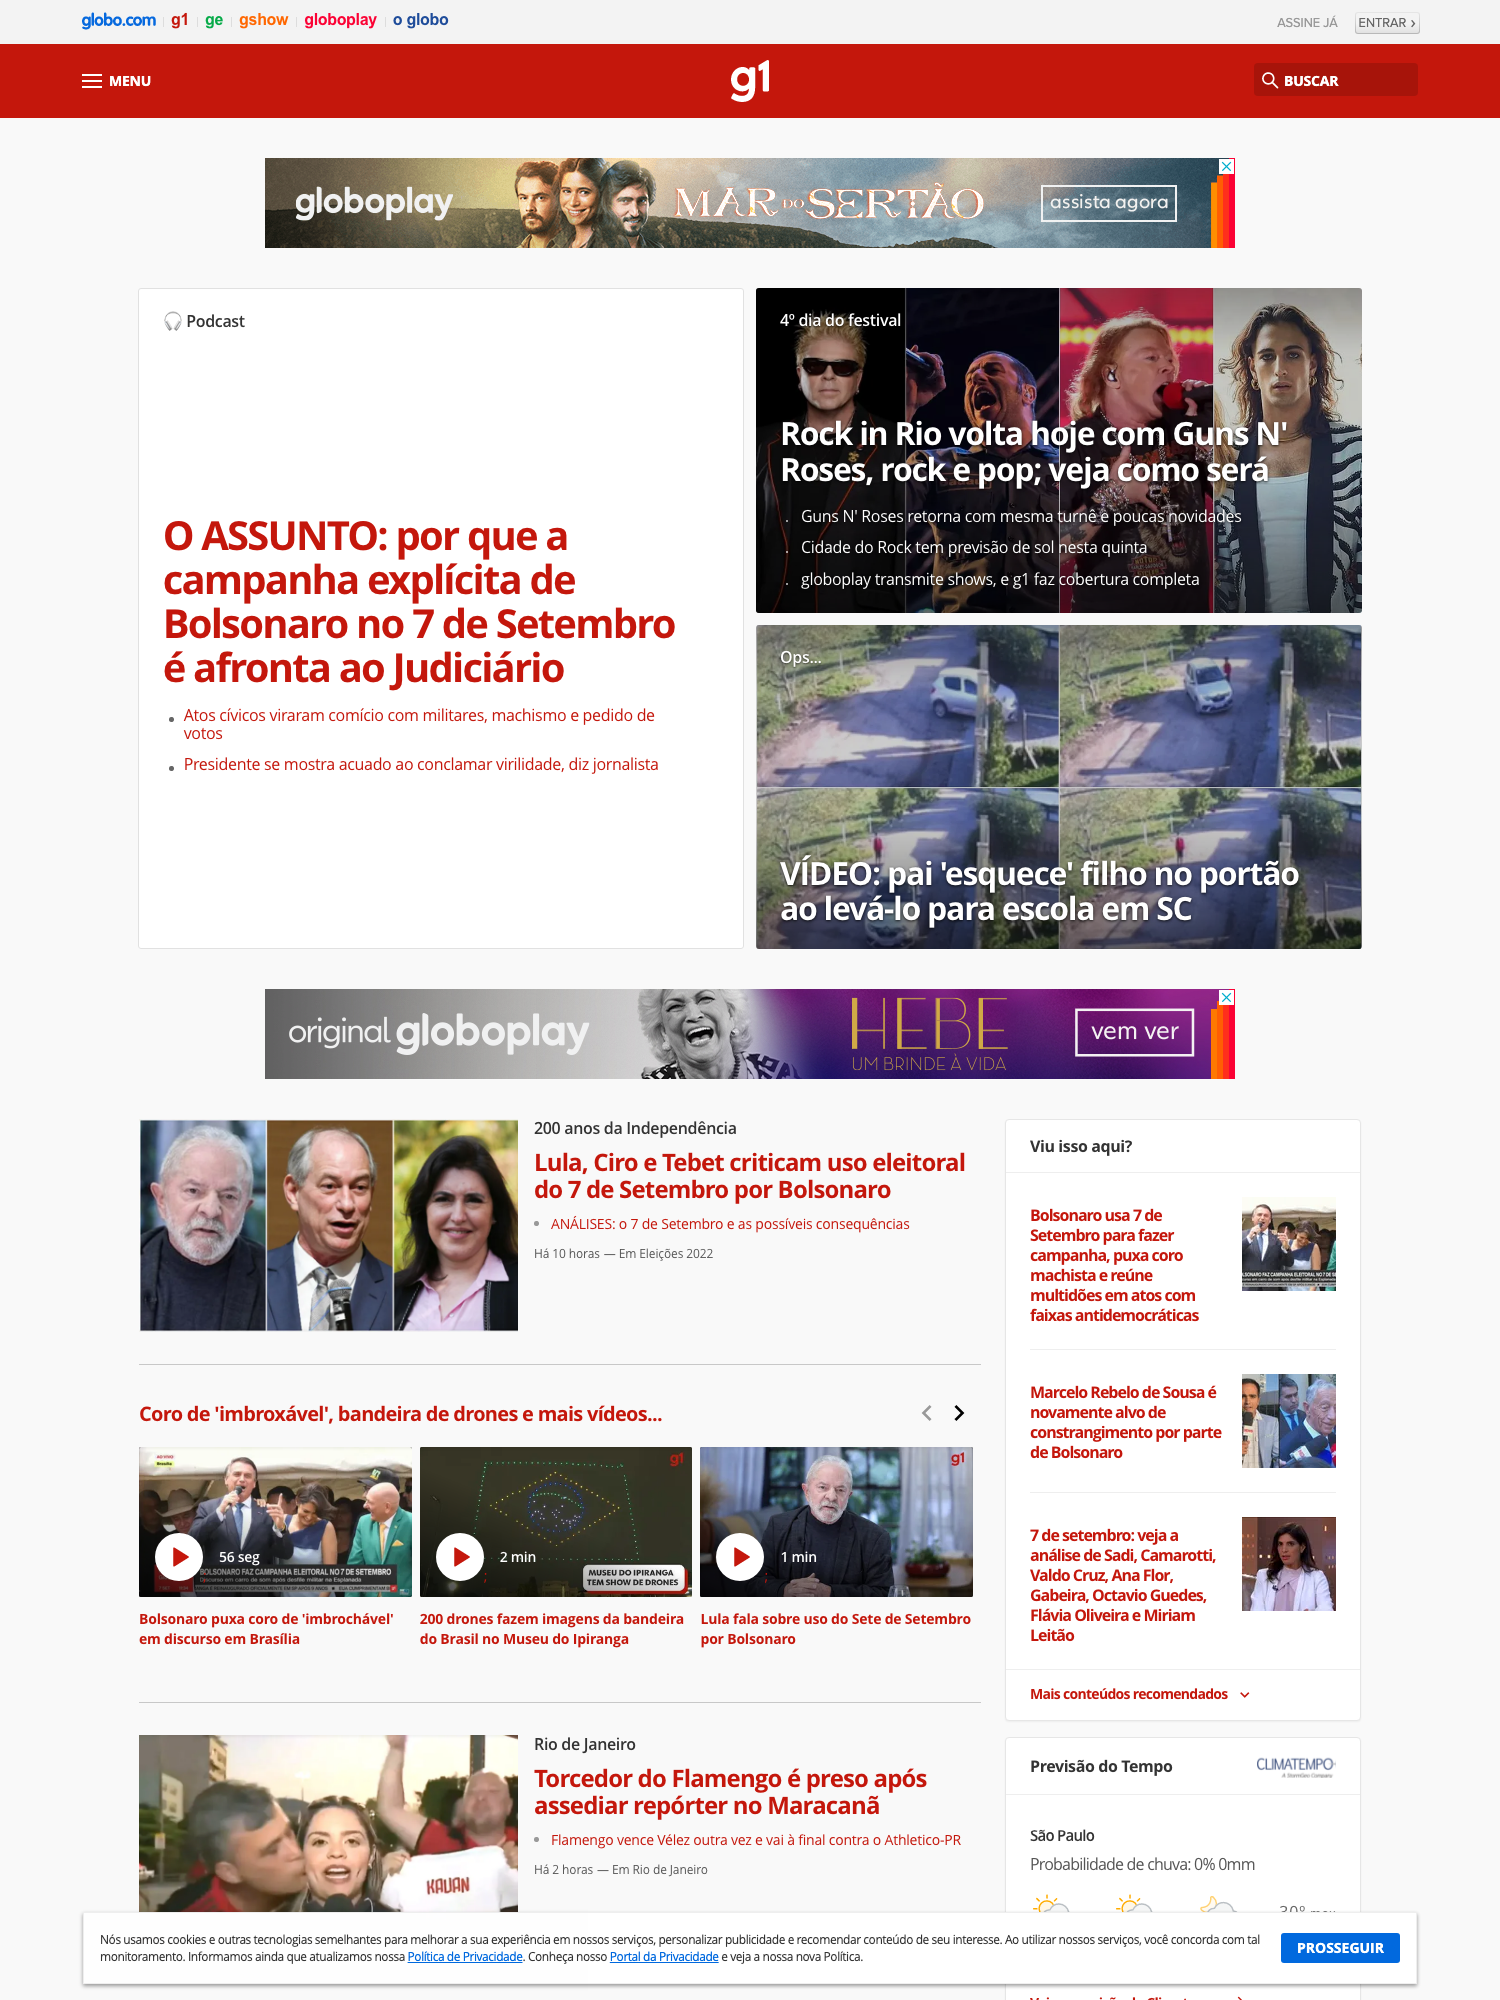 globo.com g1 ge gshow globoplay o globo
ASSINE JÁ ENTRAR ›
MENU
g1
BUSCAR
globoplay
MAR DO SERTÃO
assista agora
Podcast
O ASSUNTO: por que a
campanha explícita de
Bolsonaro no 7 de Setembro
é afronta ao Judiciário
Atos cívicos viraram comício com militares, machismo e pedido de
votos
Presidente se mostra acuado ao conclamar virilidade, diz jornalista
4º dia do festival
Rock in Rio volta hoje com Guns N'
Roses, rock e pop; veja como será
Guns N' Roses retorna com mesma turnê e poucas novidades
Cidade do Rock tem previsão de sol nesta quinta
globoplay transmite shows, e g1 faz cobertura completa
Ops...
VÍDEO: pai 'esquece' filho no portão
ao levá-lo para escola em SC
original globoplay
HEBE
UM BRINDE À VIDA
vem ver
200 anos da Independência
Lula, Ciro e Tebet criticam uso eleitoral
do 7 de Setembro por Bolsonaro
ANÁLISES: o 7 de Setembro e as possíveis consequências
Há 10 horas — Em Eleições 2022
Coro de 'imbroxável', bandeira de drones e mais vídeos...
56 seg
BOLSONARO FAZ CAMPANHA ELEITORAL NO 7 DE SETEMBRO
Bolsonaro puxa coro de 'imbrochável'
em discurso em Brasília
g1
2 min
MUSEU DO IPIRANGA
TEM SHOW DE DRONES
200 drones fazem imagens da bandeira
do Brasil no Museu do Ipiranga
g1
1 min
Lula fala sobre uso do Sete de Setembro
por Bolsonaro
Rio de Janeiro
Torcedor do Flamengo é preso após
assediar repórter no Maracanã
Flamengo vence Vélez outra vez e vai à final contra o Athletico-PR
Há 2 horas — Em Rio de Janeiro
KAUAN
Viu isso aqui?
Bolsonaro usa 7 de
Setembro para fazer
campanha, puxa coro
machista e reúne
multidões em atos com
faixas antidemocráticas
Marcelo Rebelo de Sousa é
novamente alvo de
constrangimento por parte
de Bolsonaro
7 de setembro: veja a
análise de Sadi, Camarotti,
Valdo Cruz, Ana Flor,
Gabeira, Octavio Guedes,
Flávia Oliveira e Miriam
Leitão
Mais conteúdos recomendados
Previsão do Tempo
CLIMATEMPO
A StormGeo Company
São Paulo
Probabilidade de chuva: 0% 0mm
Nós usamos cookies e outras tecnologias semelhantes para melhorar a sua experiência em nossos serviços, personalizar publicidade e recomendar conteúdo de seu interesse. Ao utilizar nossos serviços, você concorda com tal
monitoramento. Informamos ainda que atualizamos nossa Política de Privacidade. Conheça nosso Portal da Privacidade e veja a nossa nova Política.
PROSSEGUIR